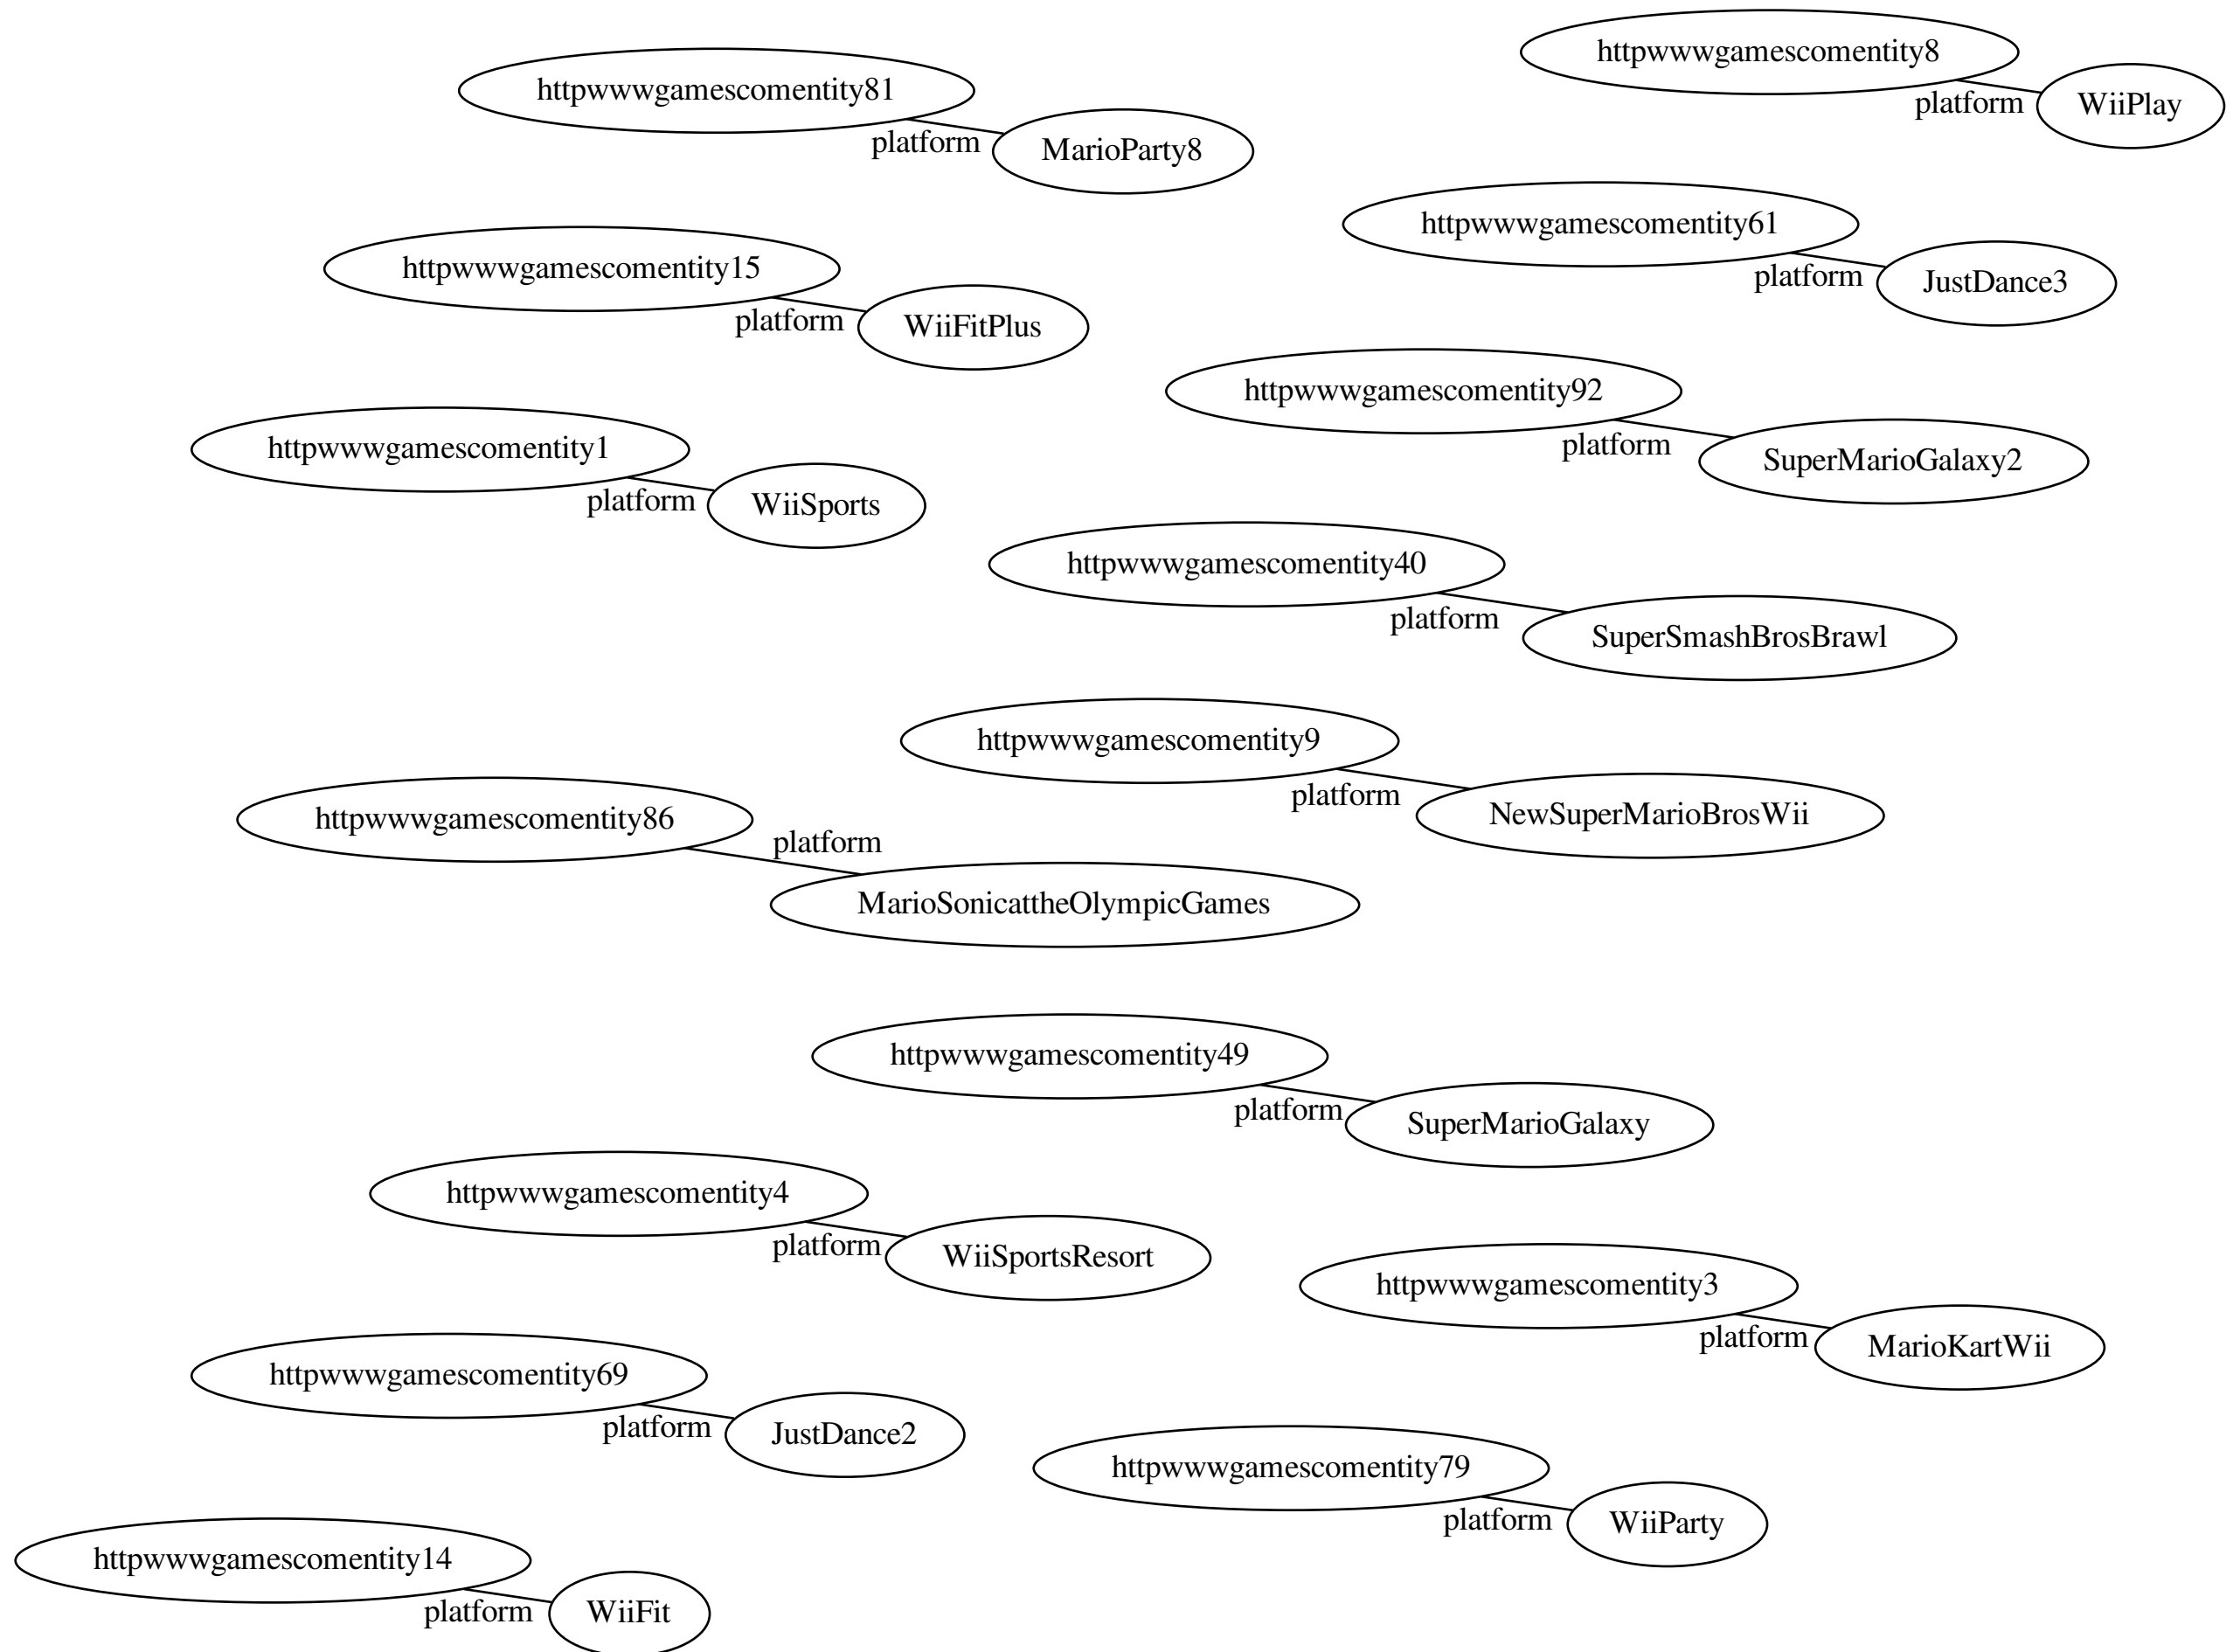 httpwwwgamescomentity8
platform
WiiPlay
httpwwwgamescomentity81
platform
MarioParty8
httpwwwgamescomentity61
platform
JustDance3
httpwwwgamescomentity15
platform
WiiFitPlus
httpwwwgamescomentity92
platform
SuperMarioGalaxy2
httpwwwgamescomentity1
platform
WiiSports
httpwwwgamescomentity40
platform
SuperSmashBrosBrawl
httpwwwgamescomentity9
platform
NewSuperMarioBrosWii
httpwwwgamescomentity86
platform
MarioSonicattheOlympicGames
httpwwwgamescomentity49
platform
SuperMarioGalaxy
httpwwwgamescomentity4
platform
WiiSportsResort
httpwwwgamescomentity3
platform
MarioKartWii
httpwwwgamescomentity69
platform
JustDance2
httpwwwgamescomentity79
platform
WiiParty
httpwwwgamescomentity14
platform
WiiFit